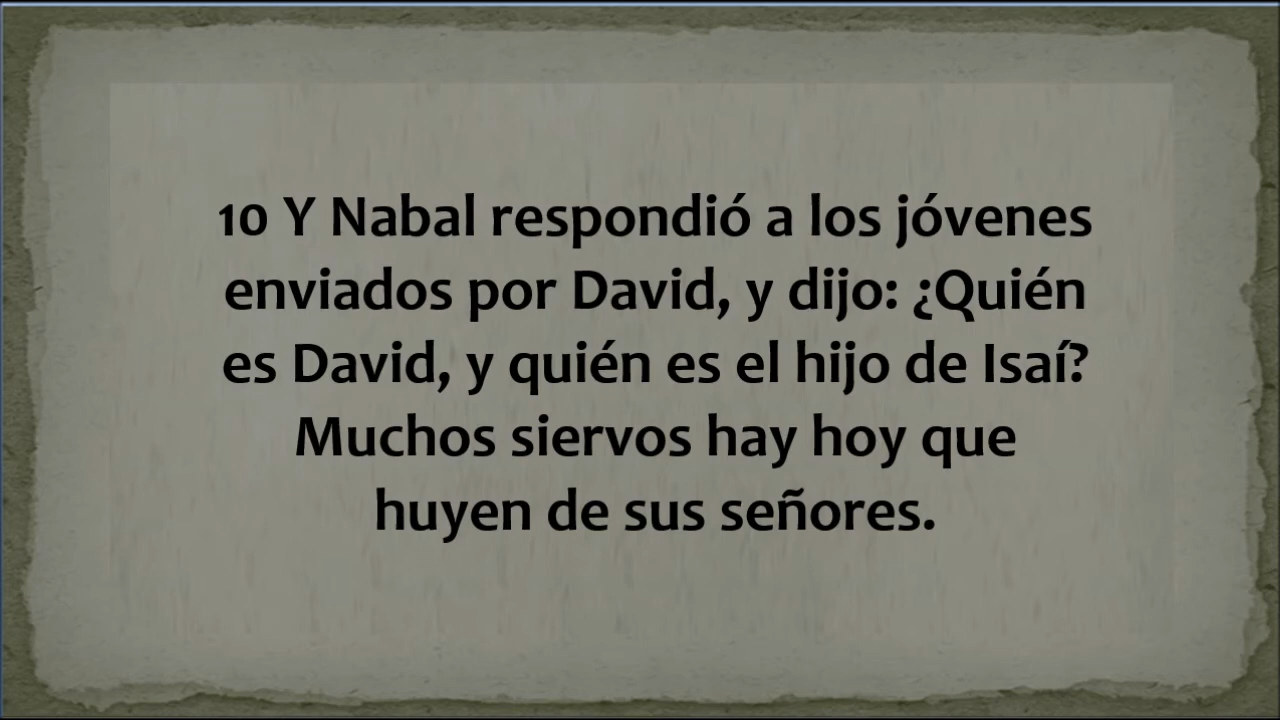 10 Y Nabal respondió a los jóvenes
enviados por David, y dijo: ¿Quién
es David, y quién es el hijo de Isaí?
Muchos siervos hay hoy que
huyen de sus señores.